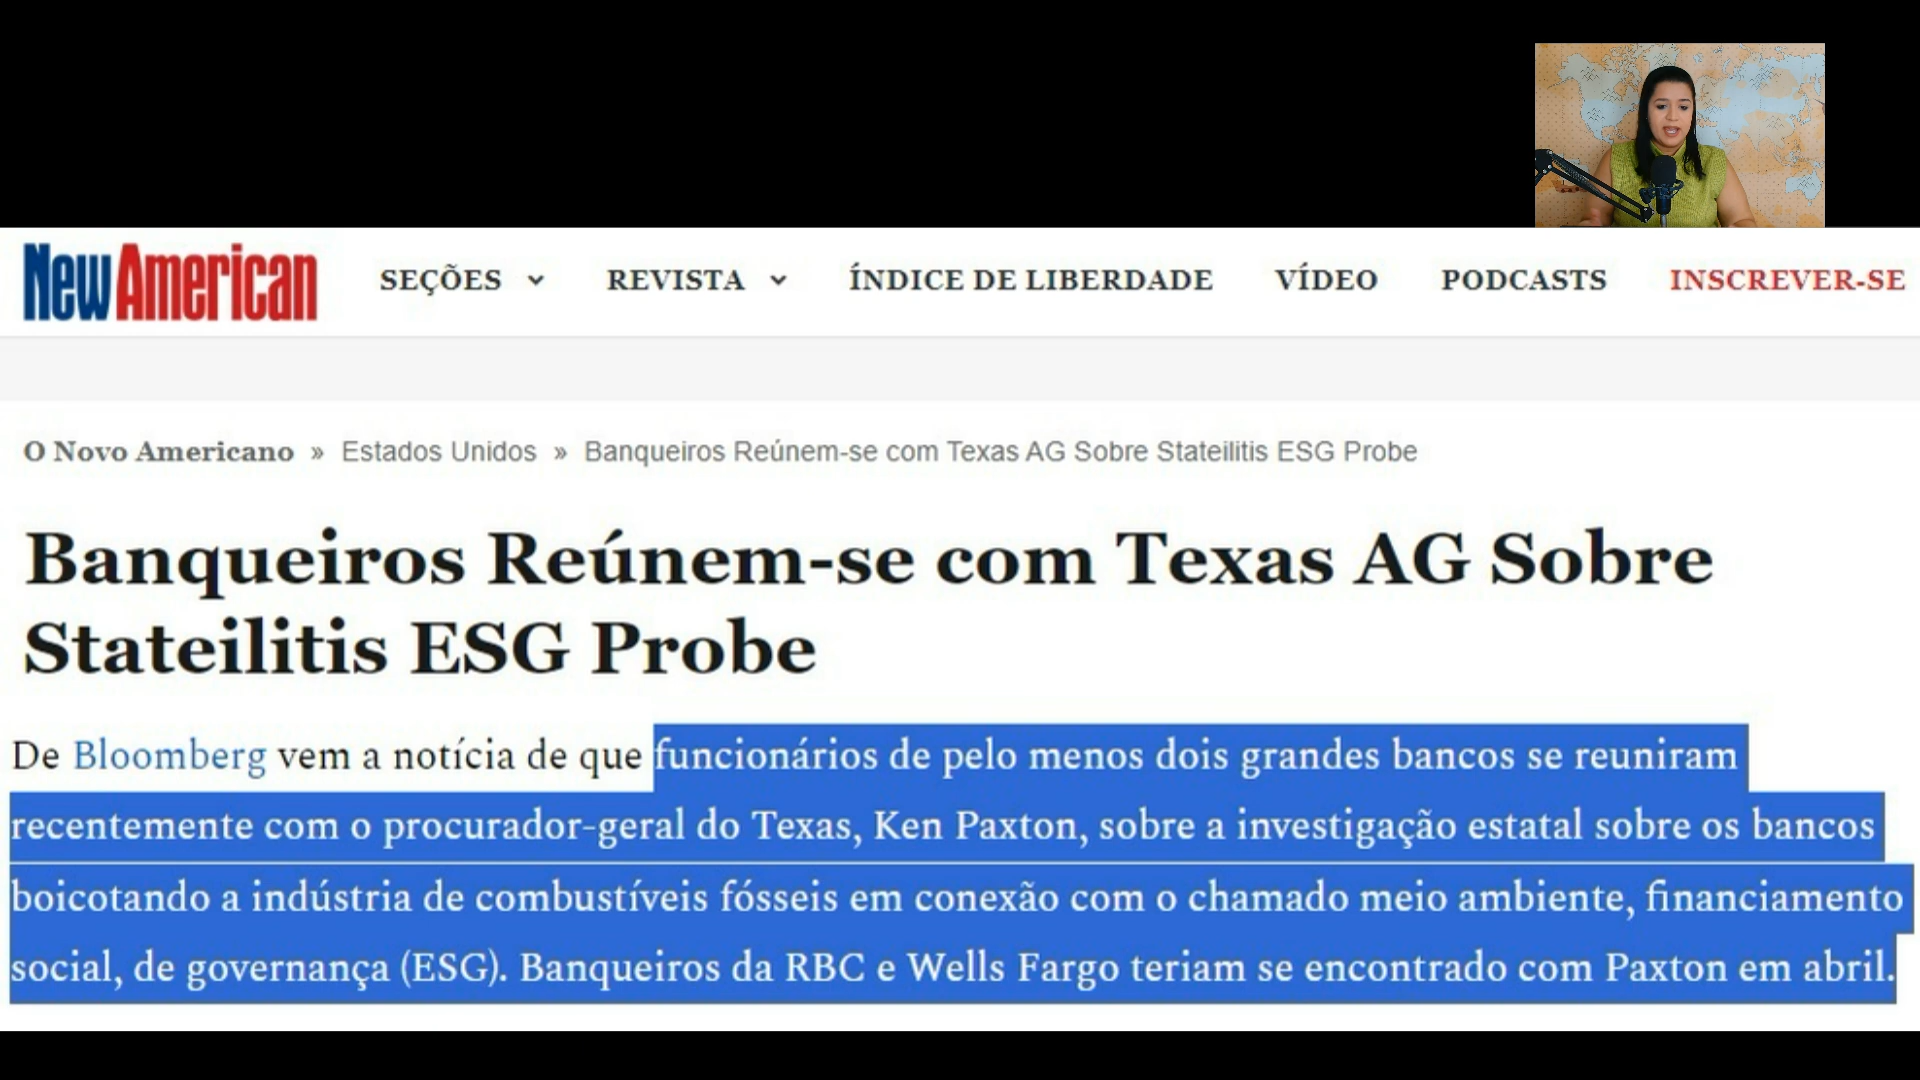 New American
SEÇÕES REVISTA ÍNDICE DE LIBERDADE VÍDEO PODCASTS INSCREVER-SE
O Novo Americano » Estados Unidos » Banqueiros Reúnem-se com Texas AG Sobre Stateilitis ESG Probe
Banqueiros Reúnem-se com Texas AG Sobre
Stateilitis ESG Probe
De Bloomberg vem a notícia de que funcionários de pelo menos dois grandes bancos se reuniram
recentemente com o procurador-geral do Texas, Ken Paxton, sobre a investigação estatal sobre os bancos
boicotando a indústria de combustíveis fósseis em conexão com o chamado meio ambiente, financiamento
social, de governança (ESG). Banqueiros da RBC e Wells Fargo teriam se encontrado com Paxton em abril.